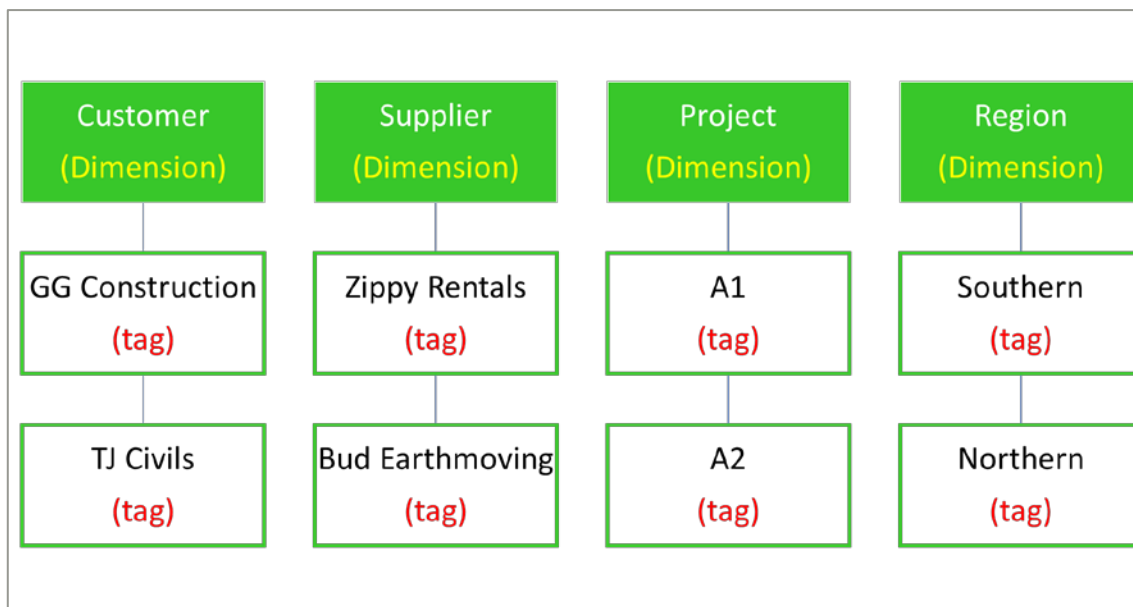 Customer
(Dimension)
GG Construction
(tag)
TJ Civils
(tag)
Supplier
(Dimension)
Zippy Rentals
(tag)
Bud Earthmoving
(tag)
Project
(Dimension)
A1
(tag)
A2
(tag)
Region
(Dimension)
Southern
(tag)
Northern
(tag)